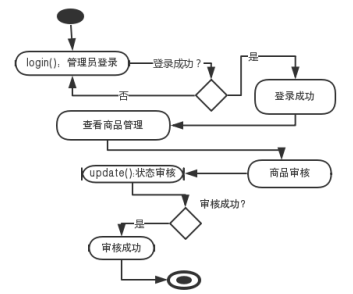 login()，管理员登录
登录成功？
是
否
登录成功
查看商品管理
update():状态审核
商品审核
审核成功？
是
审核成功